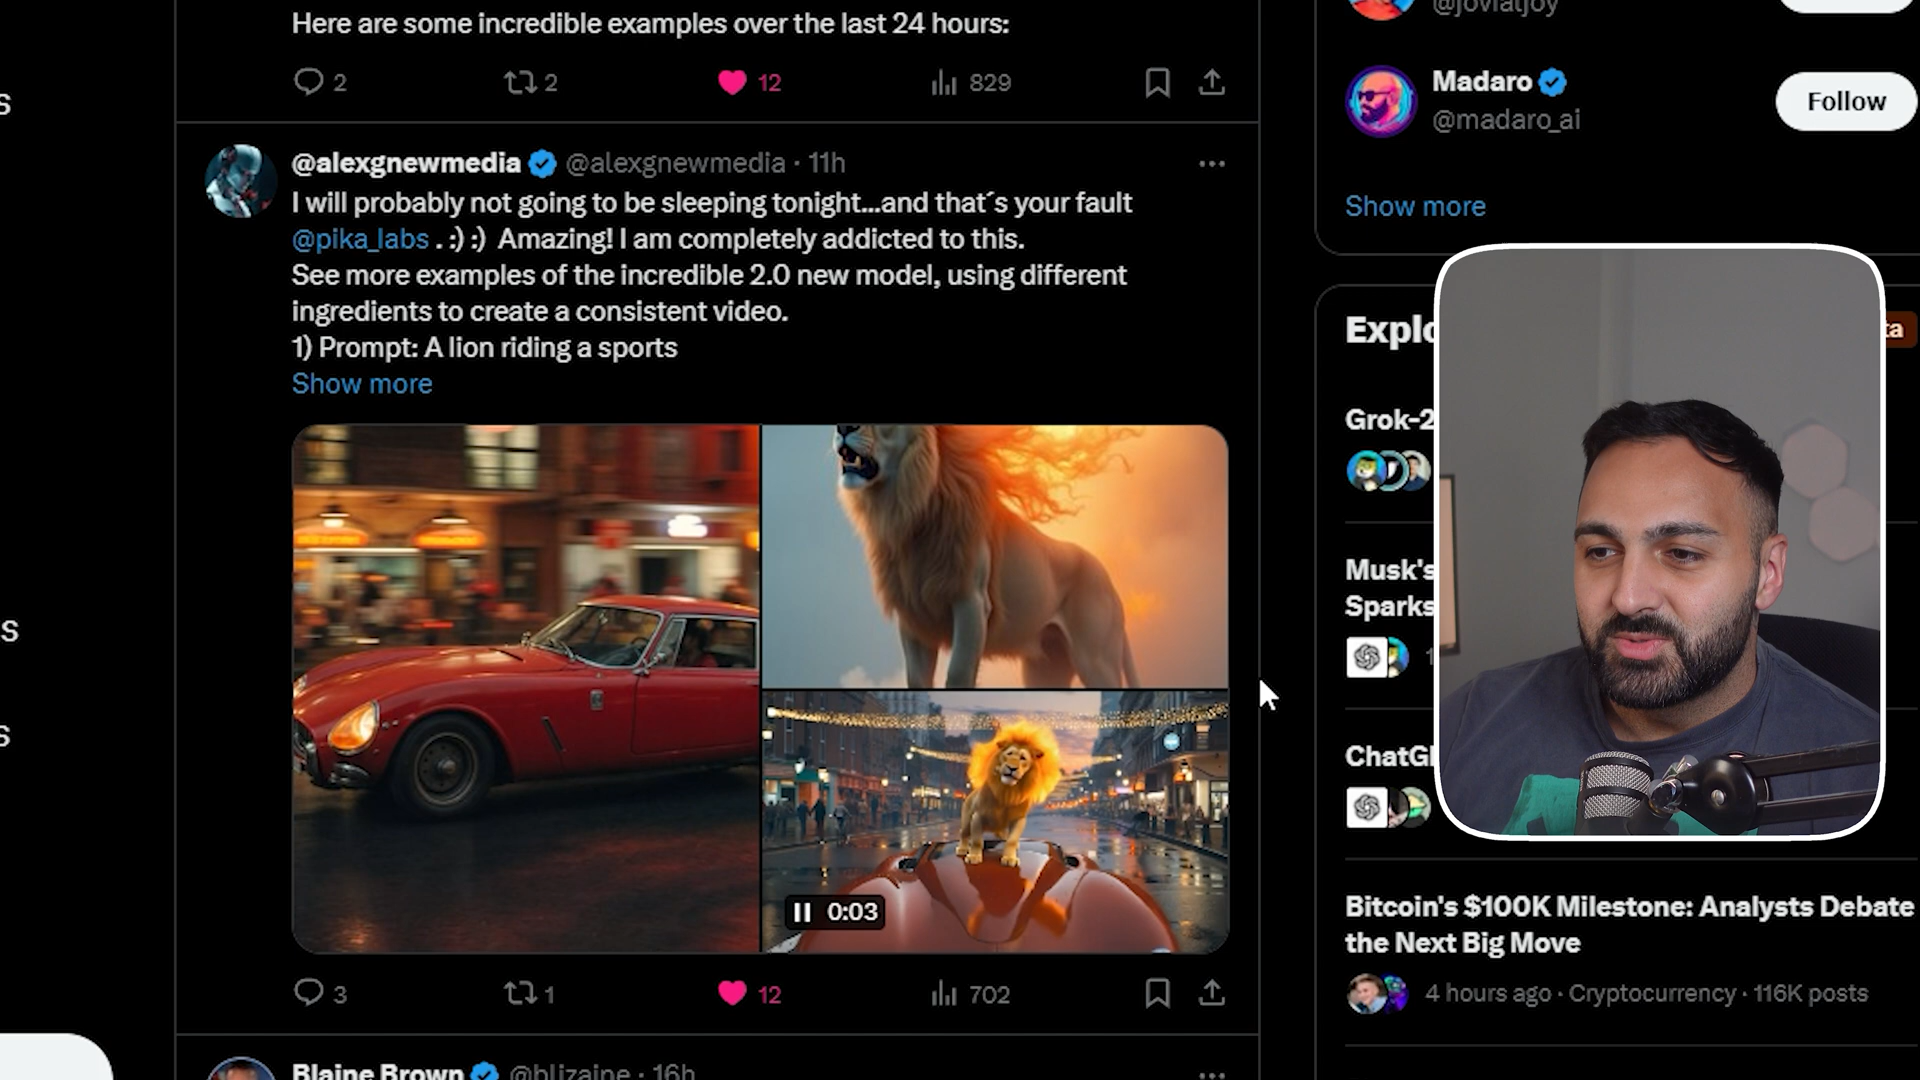 Here are some incredible examples over the last 24 hours:
2
2
12
829
@alexgnewmedia @alexgnewmedia · 11h
I will probably not going to be sleeping tonight...and that´s your fault
@pika_labs . :) :)  Amazing! I am completely addicted to this.
See more examples of the incredible 2.0 new model, using different
ingredients to create a consistent video.
1) Prompt: A lion riding a sports
Show more
0:03
3
1
12
702
Blaine Brown @blizaine · 16h
@jovialjoy
Madaro
@madaro_ai
Follow
Show more
Explo
ta
Grok-2
Musk's
Sparks
ChatG
Bitcoin's $100K Milestone: Analysts Debate
the Next Big Move
4 hours ago · Cryptocurrency · 116K posts